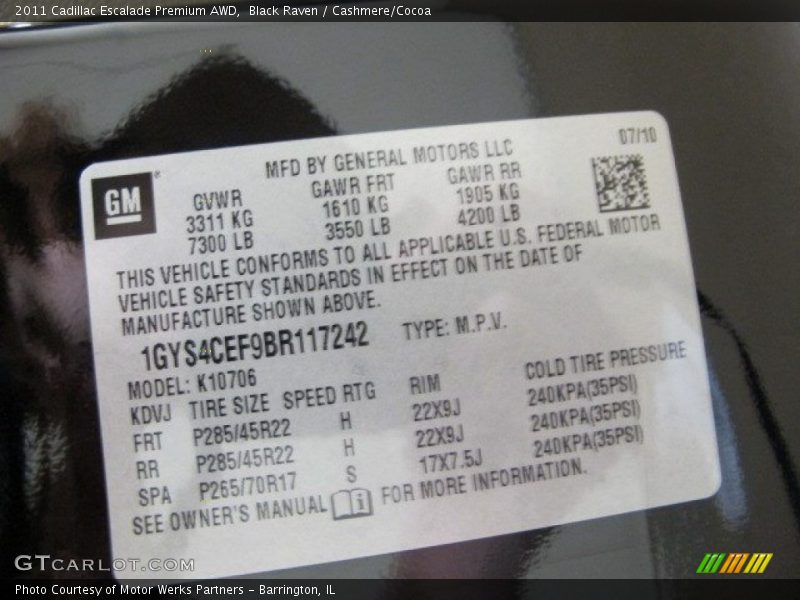 2011 Cadillac Escalade Premium AWD, Black Raven / Cashmere/Cocoa
07/10
MFD BY GENERAL MOTORS LLC
GM®
GVWR GAWR FRT GAWR RR
3311 KG 1610 KG 1905 KG
7300 LB 3550 LB 4200 LB
THIS VEHICLE CONFORMS TO ALL APPLICABLE U.S. FEDERAL MOTOR
VEHICLE SAFETY STANDARDS IN EFFECT ON THE DATE OF
MANUFACTURE SHOWN ABOVE.
1GYS4CEF9BR117242 TYPE: M.P.V.
MODEL: K10706
KDVJ TIRE SIZE SPEED RTG RIM COLD TIRE PRESSURE
FRT P285/45R22 H 22X9J 240KPA(35PSI)
RR P285/45R22 H 22X9J 240KPA(35PSI)
SPA P265/70R17 S 17X7.5J 240KPA(35PSI)
SEE OWNER'S MANUAL i FOR MORE INFORMATION.
GTCARLOT.COM
Photo Courtesy of Motor Werks Partners - Barrington, IL